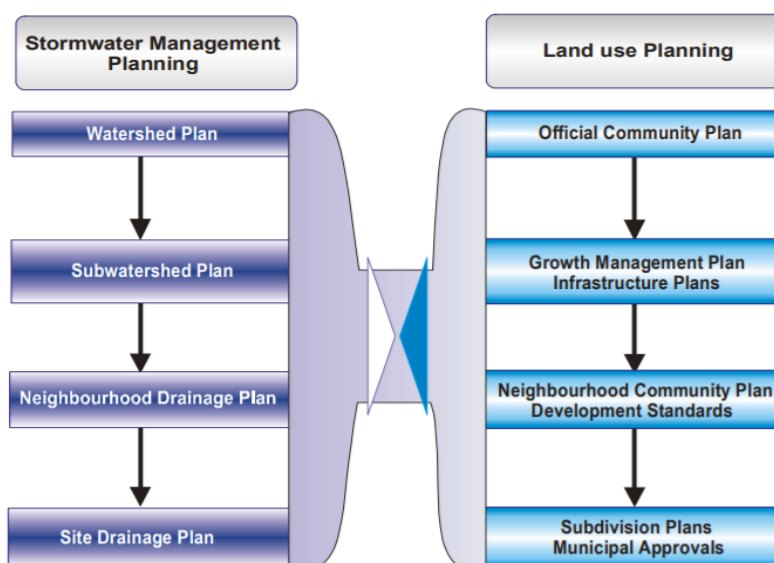 Stormwater Management
Planning
Watershed Plan
Subwatershed Plan
Neighbourhood Drainage Plan
Site Drainage Plan
Land use Planning
Official Community Plan
Growth Management Plan
Infrastructure Plans
Neighbourhood Community Plan
Development Standards
Subdivision Plans
Municipal Approvals